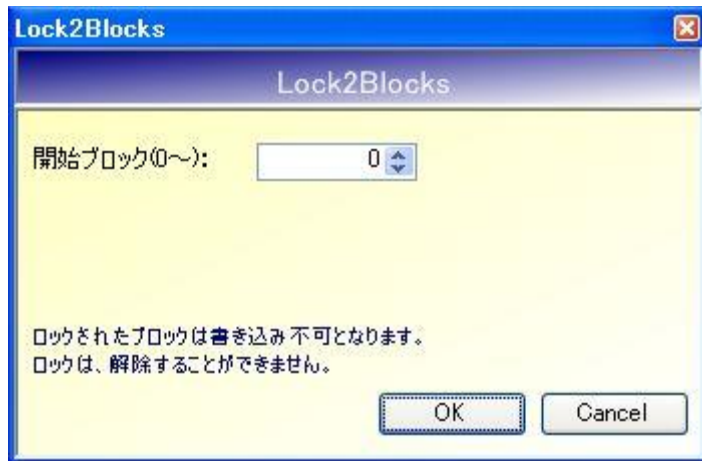 Lock2Blocks
Lock2Blocks
開始ブロック(0～): 0
ロックされたブロックは書き込み不可となります。
ロックは、解除することができません。
OK Cancel